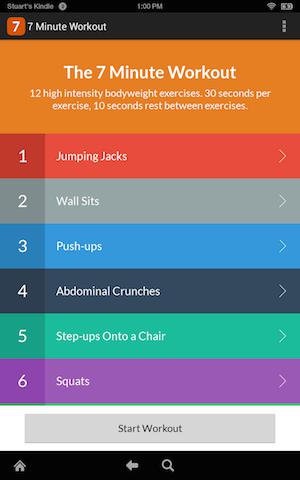 Stuart's Kindle 2 1:00 PM
7 7 Minute Workout
The 7 Minute Workout
12 high intensity bodyweight exercises. 30 seconds per
exercise, 10 seconds rest between exercises.
1 Jumping Jacks
2 Wall Sits
3 Push-ups
4 Abdominal Crunches
5 Step-ups Onto a Chair
6 Squats
Start Workout